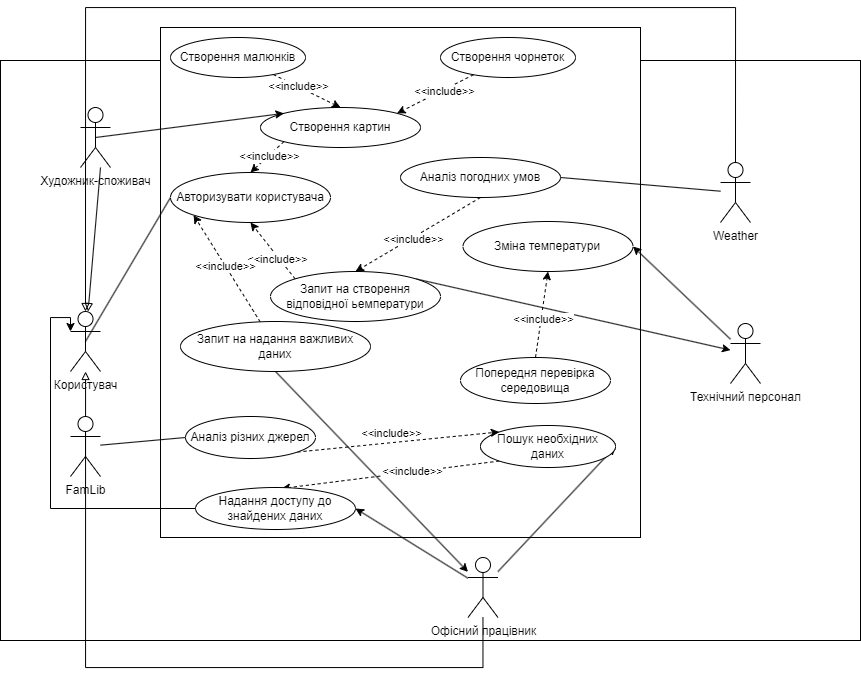 Створення малюнків
Створення чорнеток
<<include>>
<<include>>
Створення картин
<<include>>
Художник-споживач
Аналіз погодних умов
Авторизувати користувача
Weather
<<include>>
Зміна температури
<<include>>
<<include>>
Запит на створення
відповідної ьемпературы
<<include>>
Запит на надання важливих
даних
Попередня перевірка
середовища
Користувач
Технічний персонал
Аналіз різних джерел
<<include>>
Пошук необхідних
даних
<<include>>
FamLib
Надання доступу до
знайдених даних
Офісний працівник